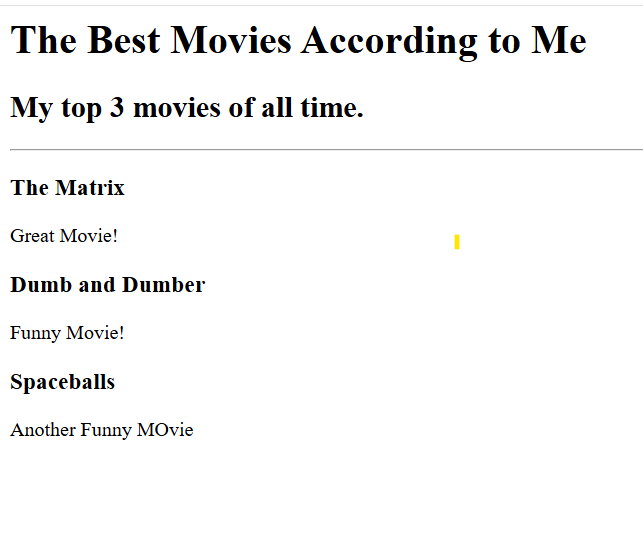 The Best Movies According to Me
My top 3 movies of all time.
The Matrix
Great Movie!
Dumb and Dumber
Funny Movie!
Spaceballs
Another Funny MOvie